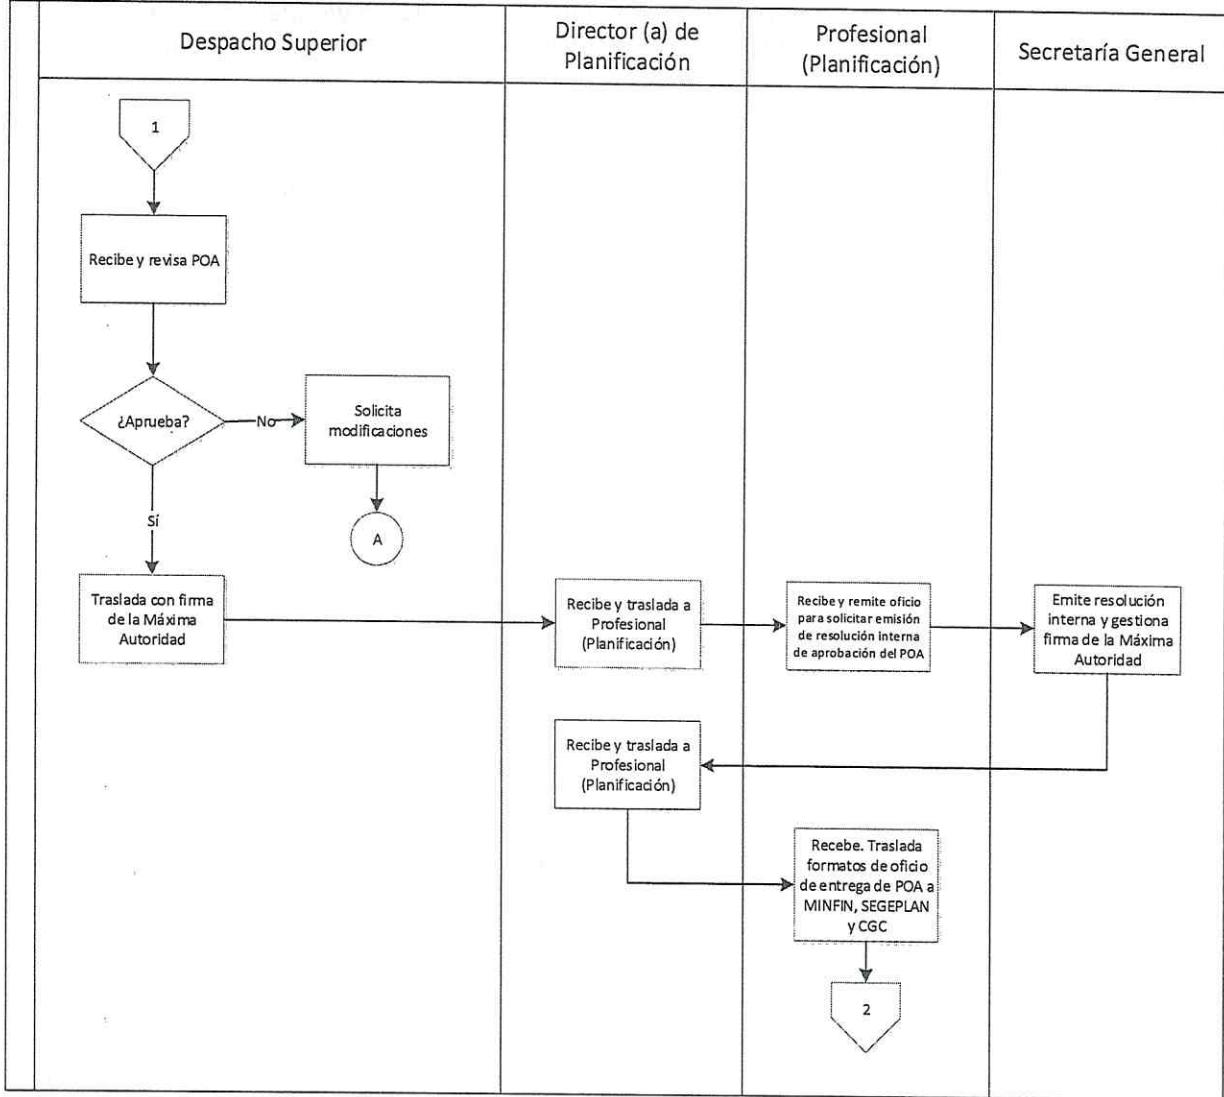 Despacho Superior
Director (a) de
Planificación
Profesional
(Planificación)
Secretaría General
1
Recibe y revisa POA
¿Aprueba?
No
Solicita
modificaciones
A
Sí
Traslada con firma
de la Máxima
Autoridad
Recibe y traslada a
Profesional
(Planificación)
Recibe y remite oficio
para solicitar emisión
de resolución interna
de aprobación del POA
Emite resolución
interna y gestiona
firma de la Máxima
Autoridad
Recibe y traslada a
Profesional
(Planificación)
Recebe. Traslada
formatos de oficio
de entrega de POA a
MINFIN, SEGEPLAN
y CGC
2